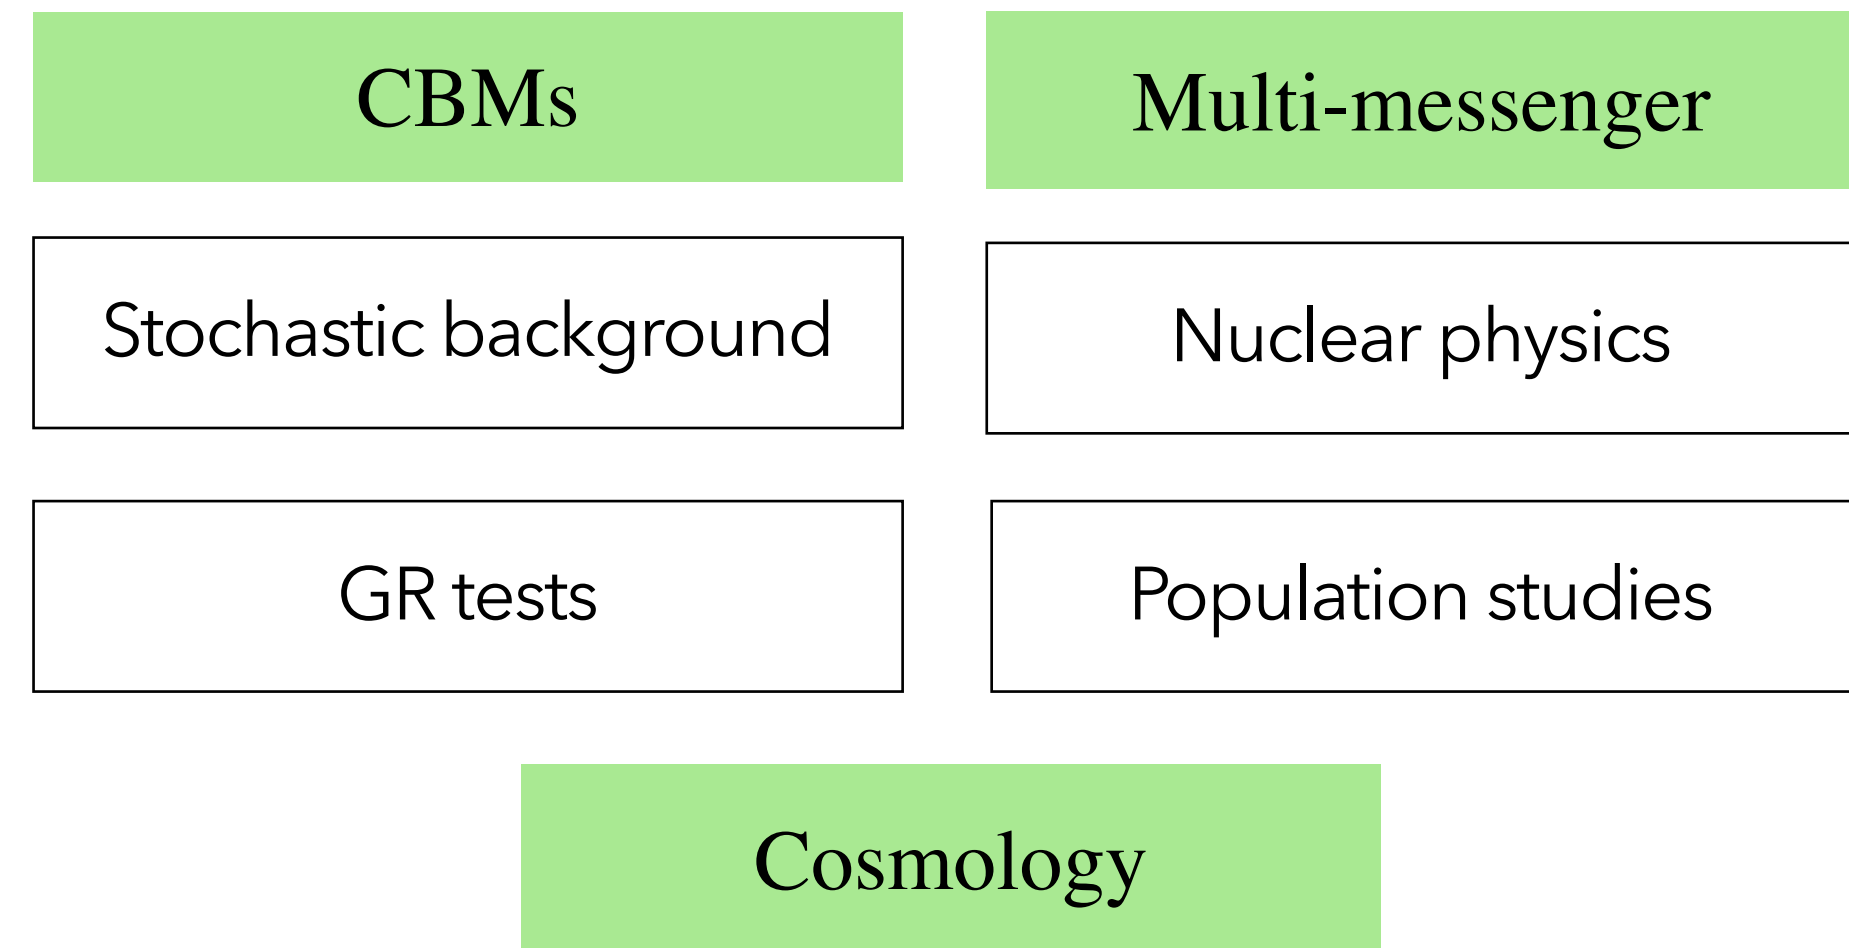 CBMs
Multi-messenger
Stochastic background
Nuclear physics
GR tests
Population studies
Cosmology